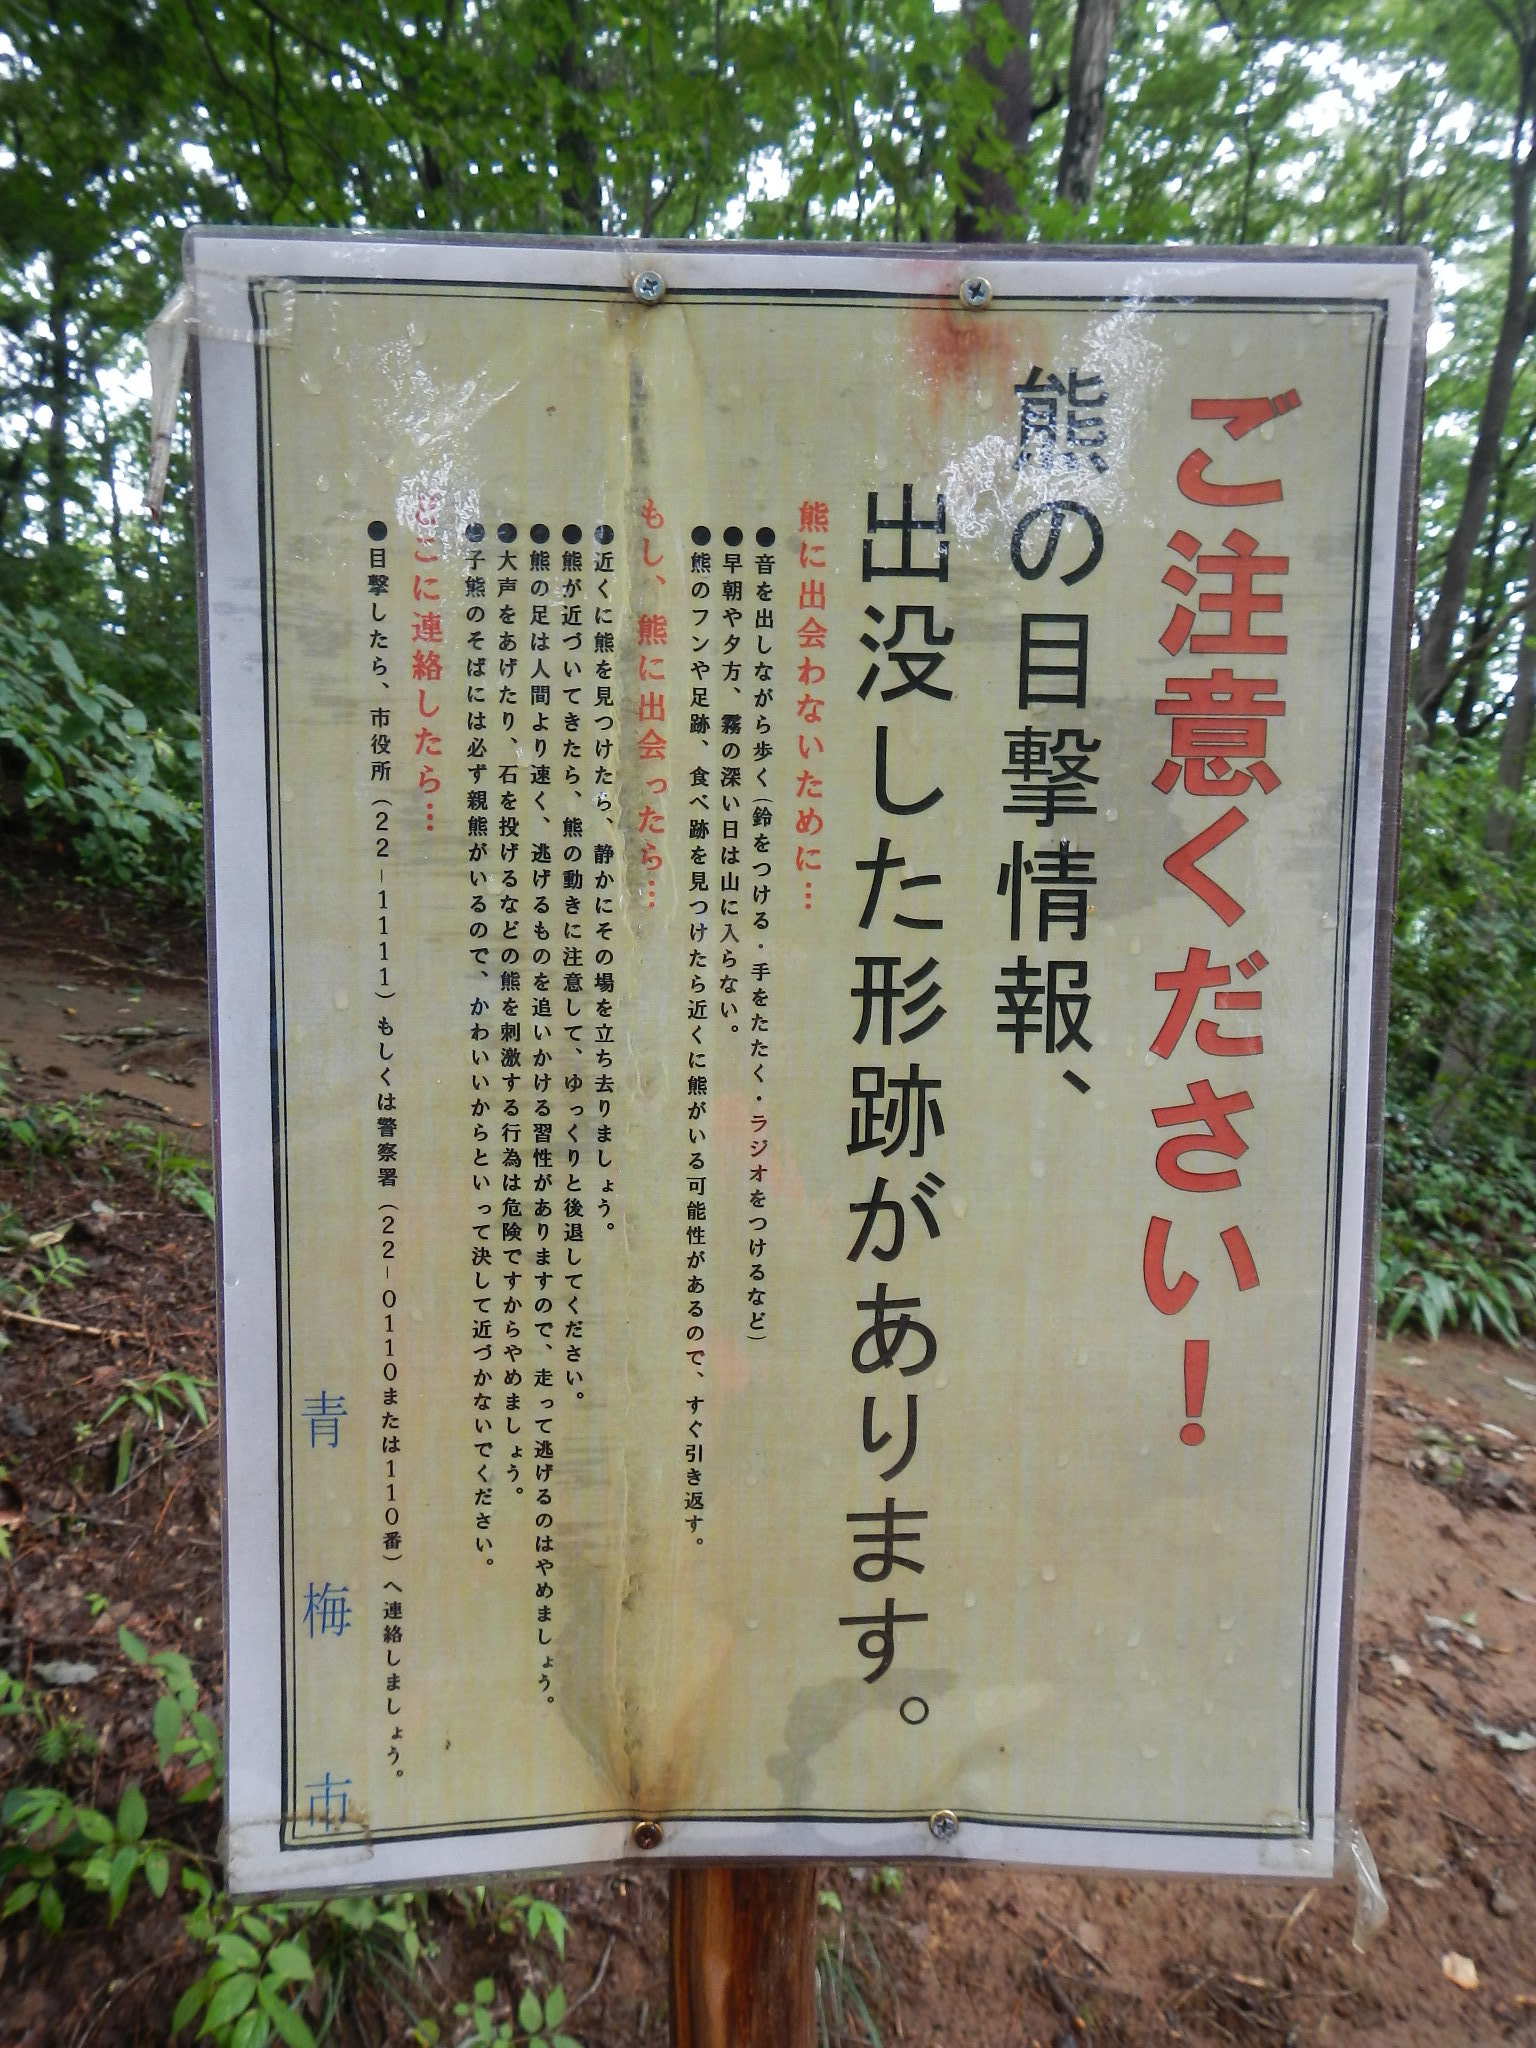 ご注意ください!
熊の目撃情報、
出没した形跡があります。
熊に出会わないために…
●音を出しながら歩く(鈴をつける・手をたたく・ラジオをつけるなど)
●早朝や夕方、霧の深い日は山に入らない。
●熊のフンや足跡、食べ跡を見つけたら近くに熊がいる可能性があるので、すぐ引き返す。
もし、熊に出会ったら…
●近くに熊を見つけたら、静かにその場を立ち去りましょう。
●熊が近づいてきたら、熊の動きに注意して、ゆっくりと後退してください。
●熊の足は人間より速く、逃げるものを追いかける習性がありますので、走って逃げるのはやめましょう。
●大声をあげたり、石を投げるなどの熊を刺激する行為は危険ですからやめましょう。
●子熊のそばには必ず親熊がいるので、かわいいからといって決して近づかないでください。
どこに連絡したら…
●目撃したら、市役所(22-1111)もしくは警察署(22-0110または110番)へ連絡しましょう。
青梅市